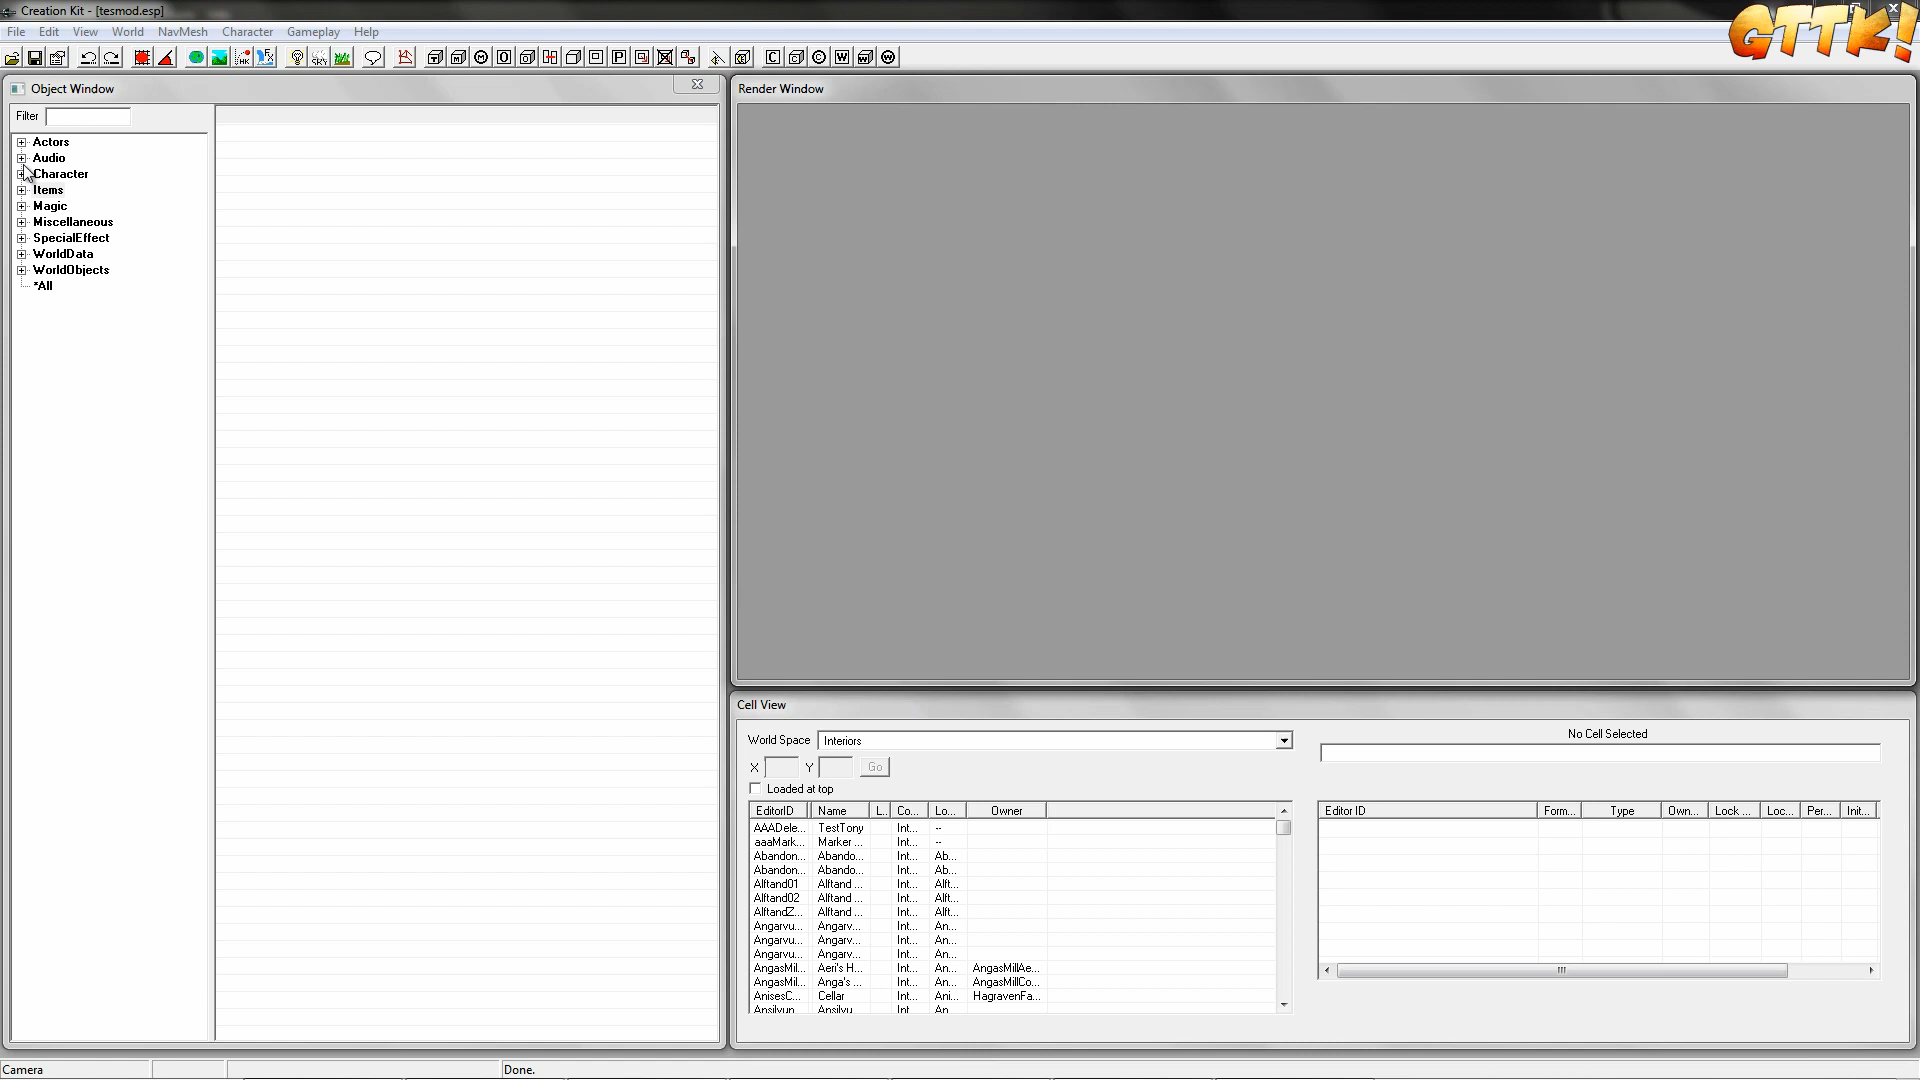 Creation Kit - [tesmod.esp]
GTTK!
File Edit View World NavMesh Character Gameplay Help
Object Window
Render Window
Filter
Actors
Audio
Character
Items
Magic
Miscellaneous
SpecialEffect
WorldData
WorldObjects
*All
Cell View
World Space Interiors
No Cell Selected
X Y Go
Loaded at top
EditorID Name L.. Co... Lo... Owner
AAADele... TestTony Int... --
aaaMark... Marker ... Int... --
Abandon... Abando... Int... Ab...
Abandon... Abando... Int... Ab...
Alftand01 Alftand ... Int... Alft...
Alftand02 Alftand ... Int... Alft...
AlftandZ... Alftand ... Int... Alft...
Angarvu... Angarv... Int... An...
Angarvu... Angarv... Int... An...
Angarvu... Angarv... Int... An...
AngasMil... Aeri's H... Int... An... AngasMillAe...
AngasMil... Anga's ... Int... An... AngasMillCo...
AnisesC... Cellar Int... Ani... HagravenFa...
Ansilvun Ansilvu Int An
Editor ID Form... Type Own... Lock ... Loc... Per... Init...
Camera Done.